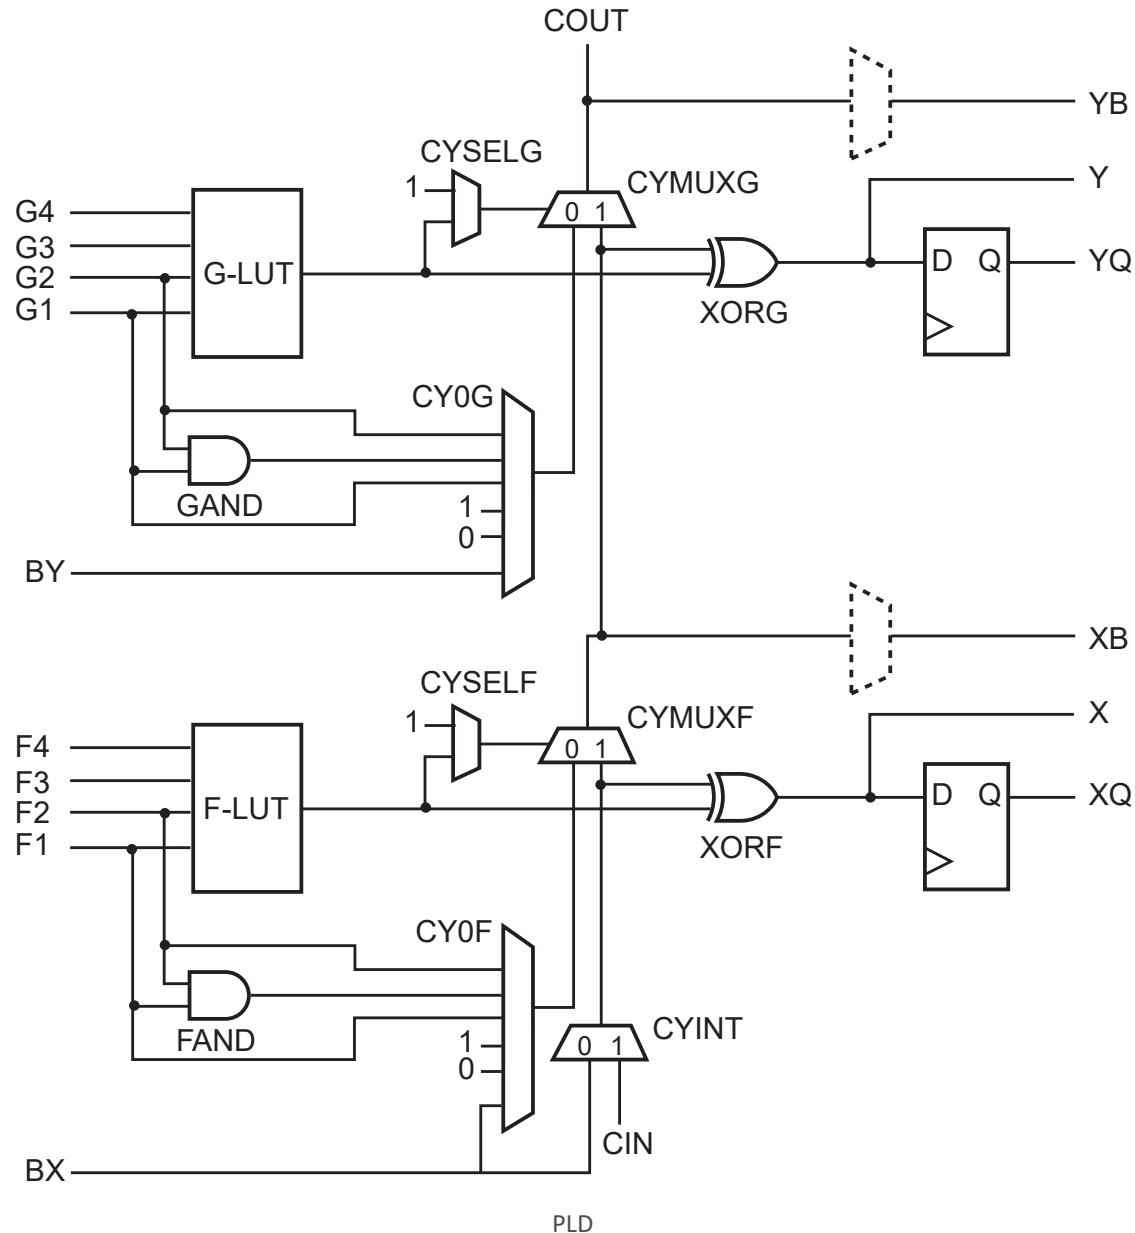 COUT
YB
CYSELG
1
CYMUXG
0 1
Y
G4
G3
G2
G1
G-LUT
D Q
YQ
XORG
CY0G
GAND
1
0
BY
XB
CYSELF
1
CYMUXF
0 1
X
F4
F3
F2
F1
F-LUT
D Q
XQ
XORF
CY0F
FAND
1
0
CYINT
0 1
CIN
BX
PLD